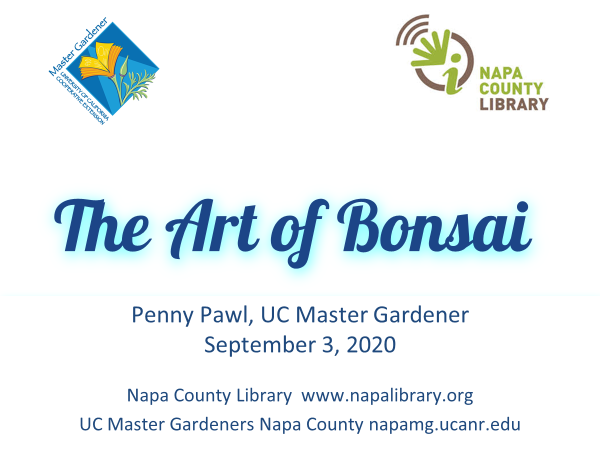 Master Gardener
UNIVERSITY OF CALIFORNIA
COOPERATIVE EXTENSION
NAPA
COUNTY
LIBRARY
The Art of Bonsai
Penny Pawl, UC Master Gardener
September 3, 2020
Napa County Library www.napalibrary.org
UC Master Gardeners Napa County napamg.ucanr.edu